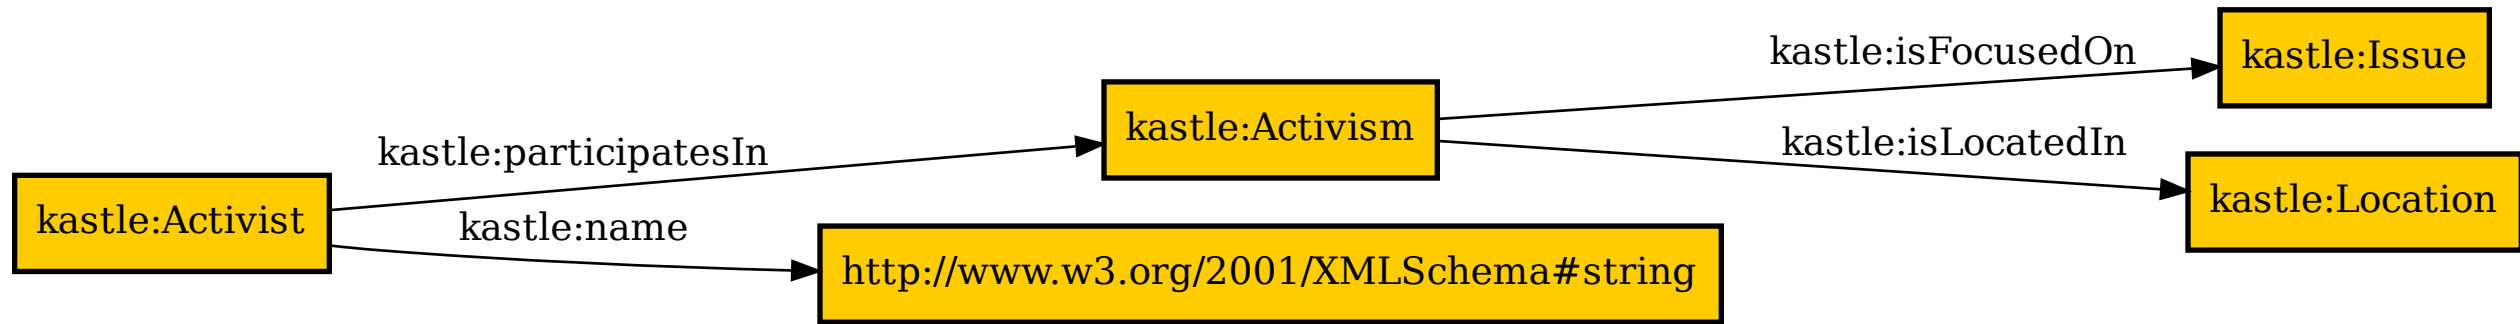 kastle:isFocusedOn
kastle:Issue
kastle:Activism
kastle:participatesIn
kastle:isLocatedIn
kastle:Location
kastle:Activist
kastle:name
http://www.w3.org/2001/XMLSchema#string